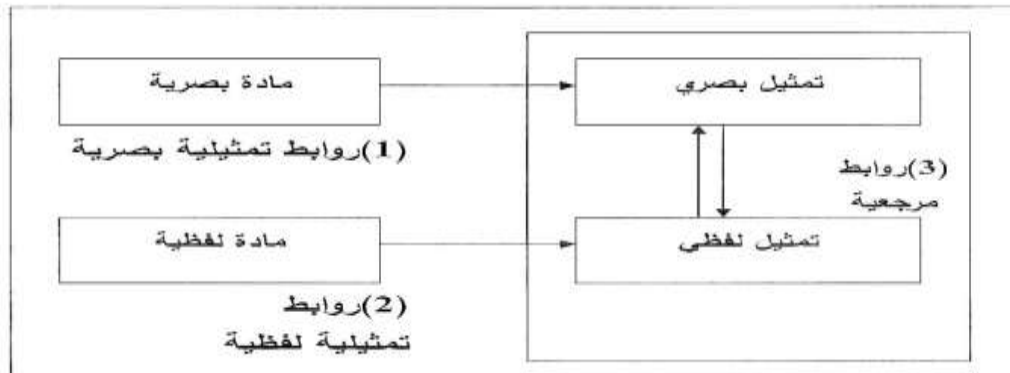 مادة بصرية
تمثيل بصري
(1)روابط تمثيلية بصرية
(3)روابط
مرجعية
مادة لفظية
تمثيل لفظي
(2)روابط
تمثيلية لفظية